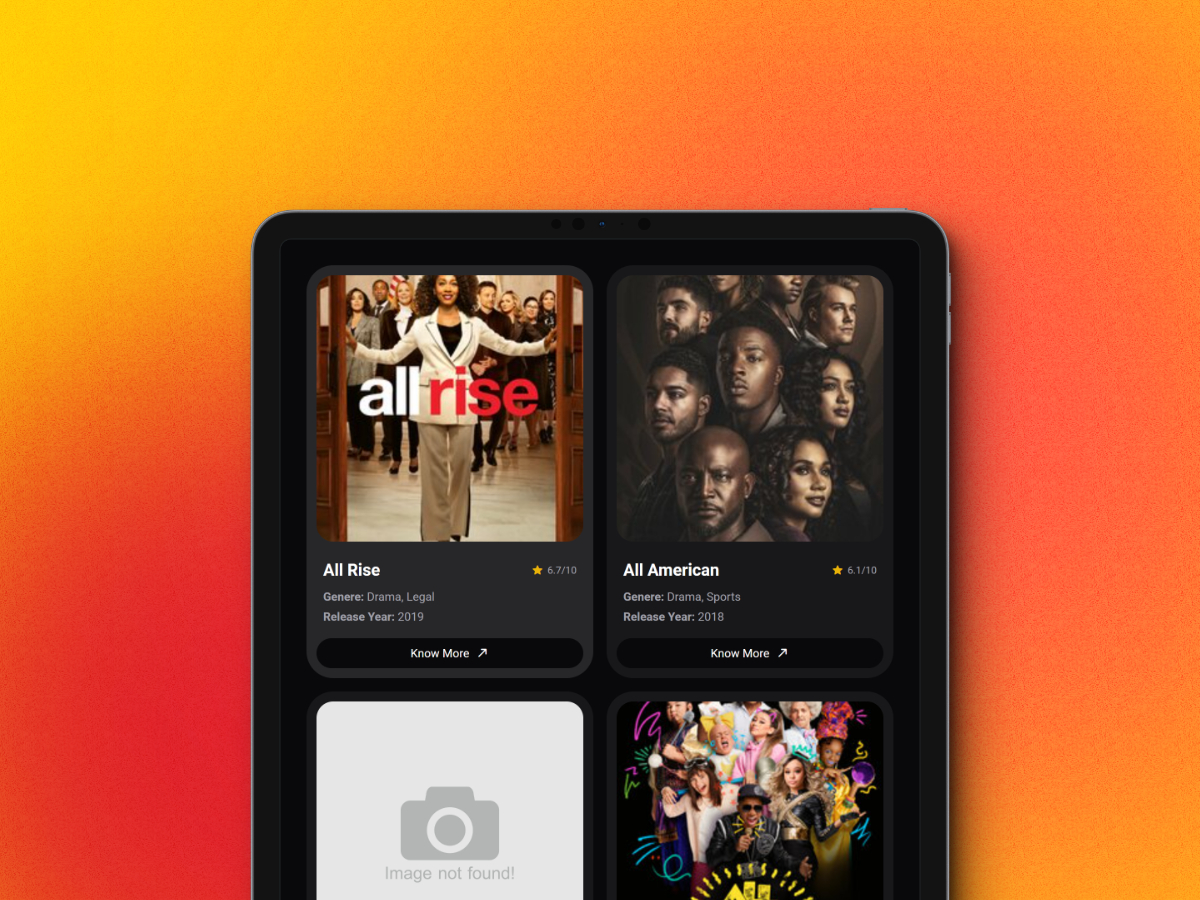 all rise
All Rise
6.7/10
Genere: Drama, Legal
Release Year: 2019
Know More
All American
6.1/10
Genere: Drama, Sports
Release Year: 2018
Know More
Image not found!